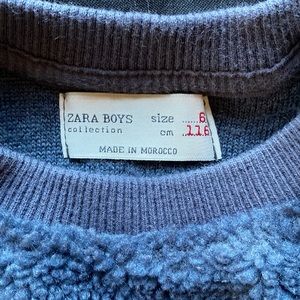 ZARA BOYS size ......6
collection cm ...116
MADE IN MOROCCO